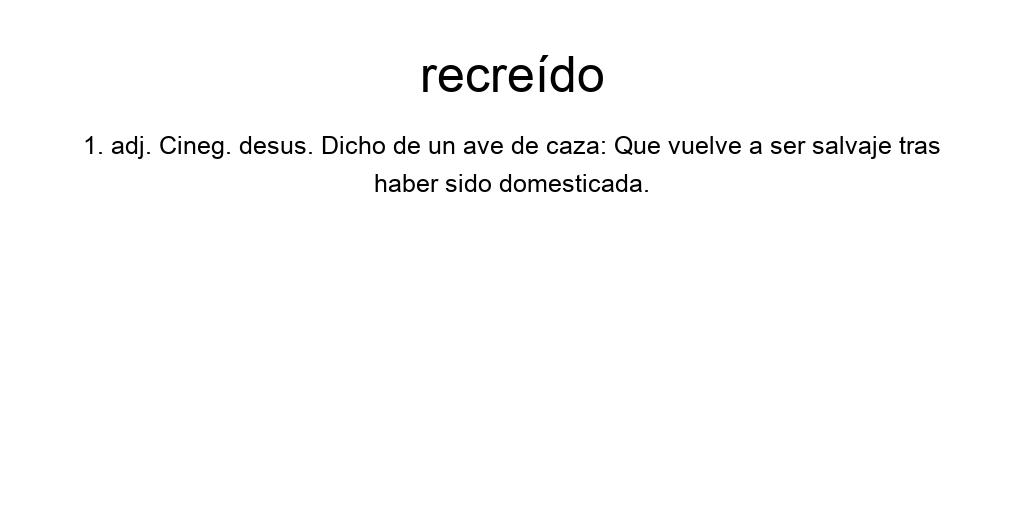 recreído
1. adj. Cineg. desus. Dicho de un ave de caza: Que vuelve a ser salvaje tras
haber sido domesticada.